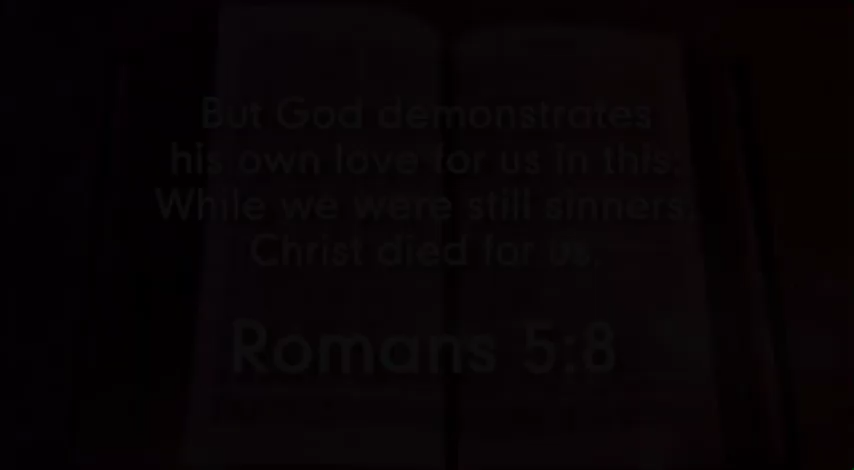 But God demonstrates
his own love for us in this:
While we were still sinners,
Christ died for us.
Romans 5:8